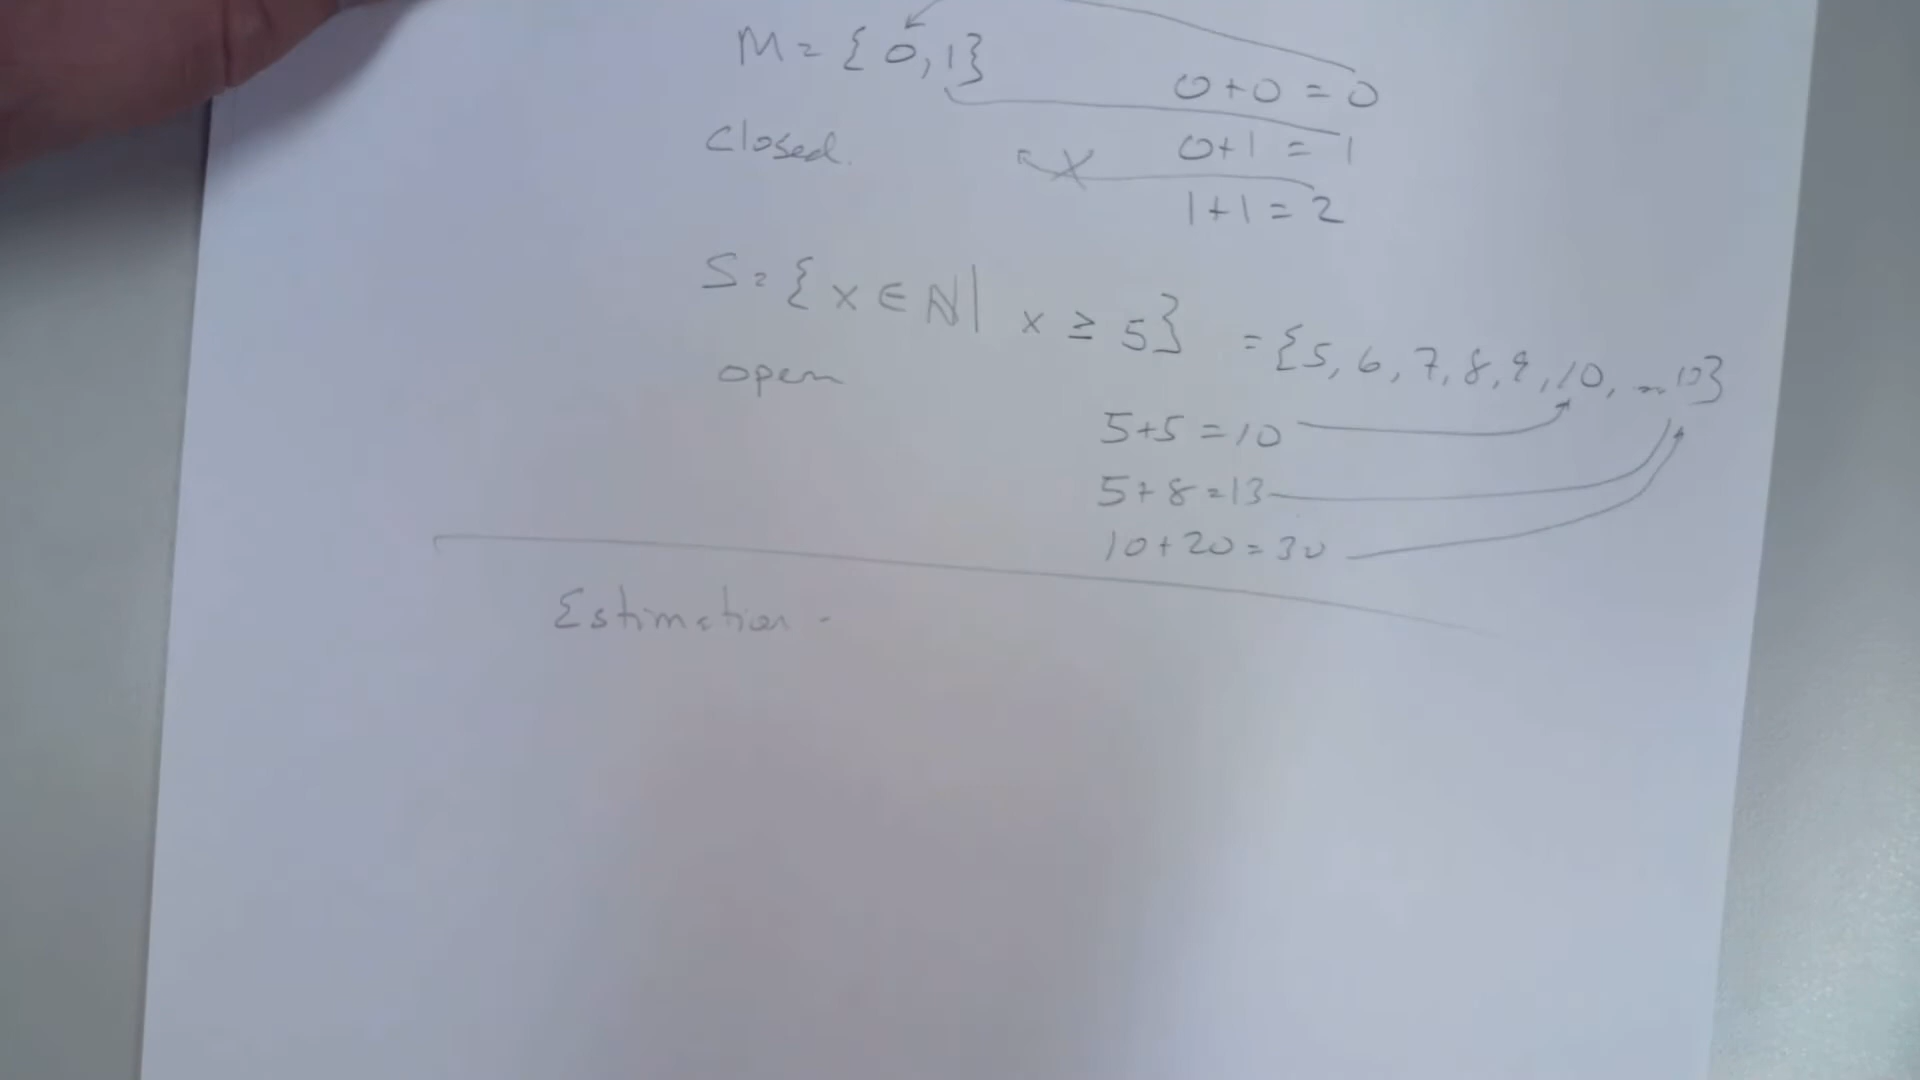 M = { 0, 1}
0 + 0 = 0
closed.
0+1 = 1
1+1 = 2
S = { x ∈ ℕ | x ≥ 5} = {5, 6, 7, 8, 9, 10, ... }
open
5+5 = 10
5+8 = 13
10+20 = 30
Estimation -